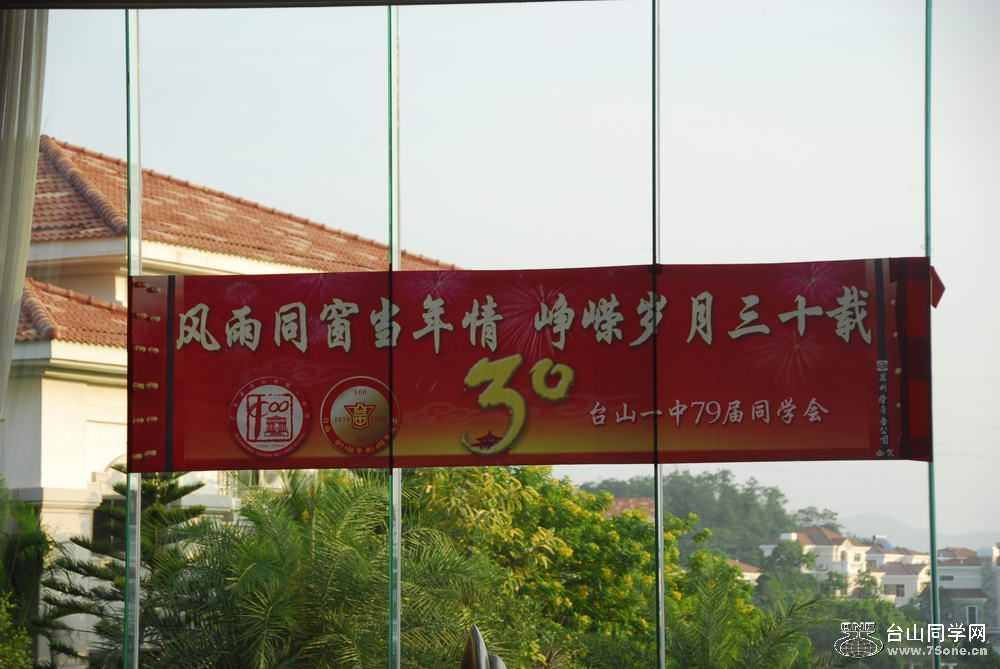 风雨同窗当年情 峥嵘岁月三十载
30
台山一中79届同学会
100
台山同学网
www.75one.cn